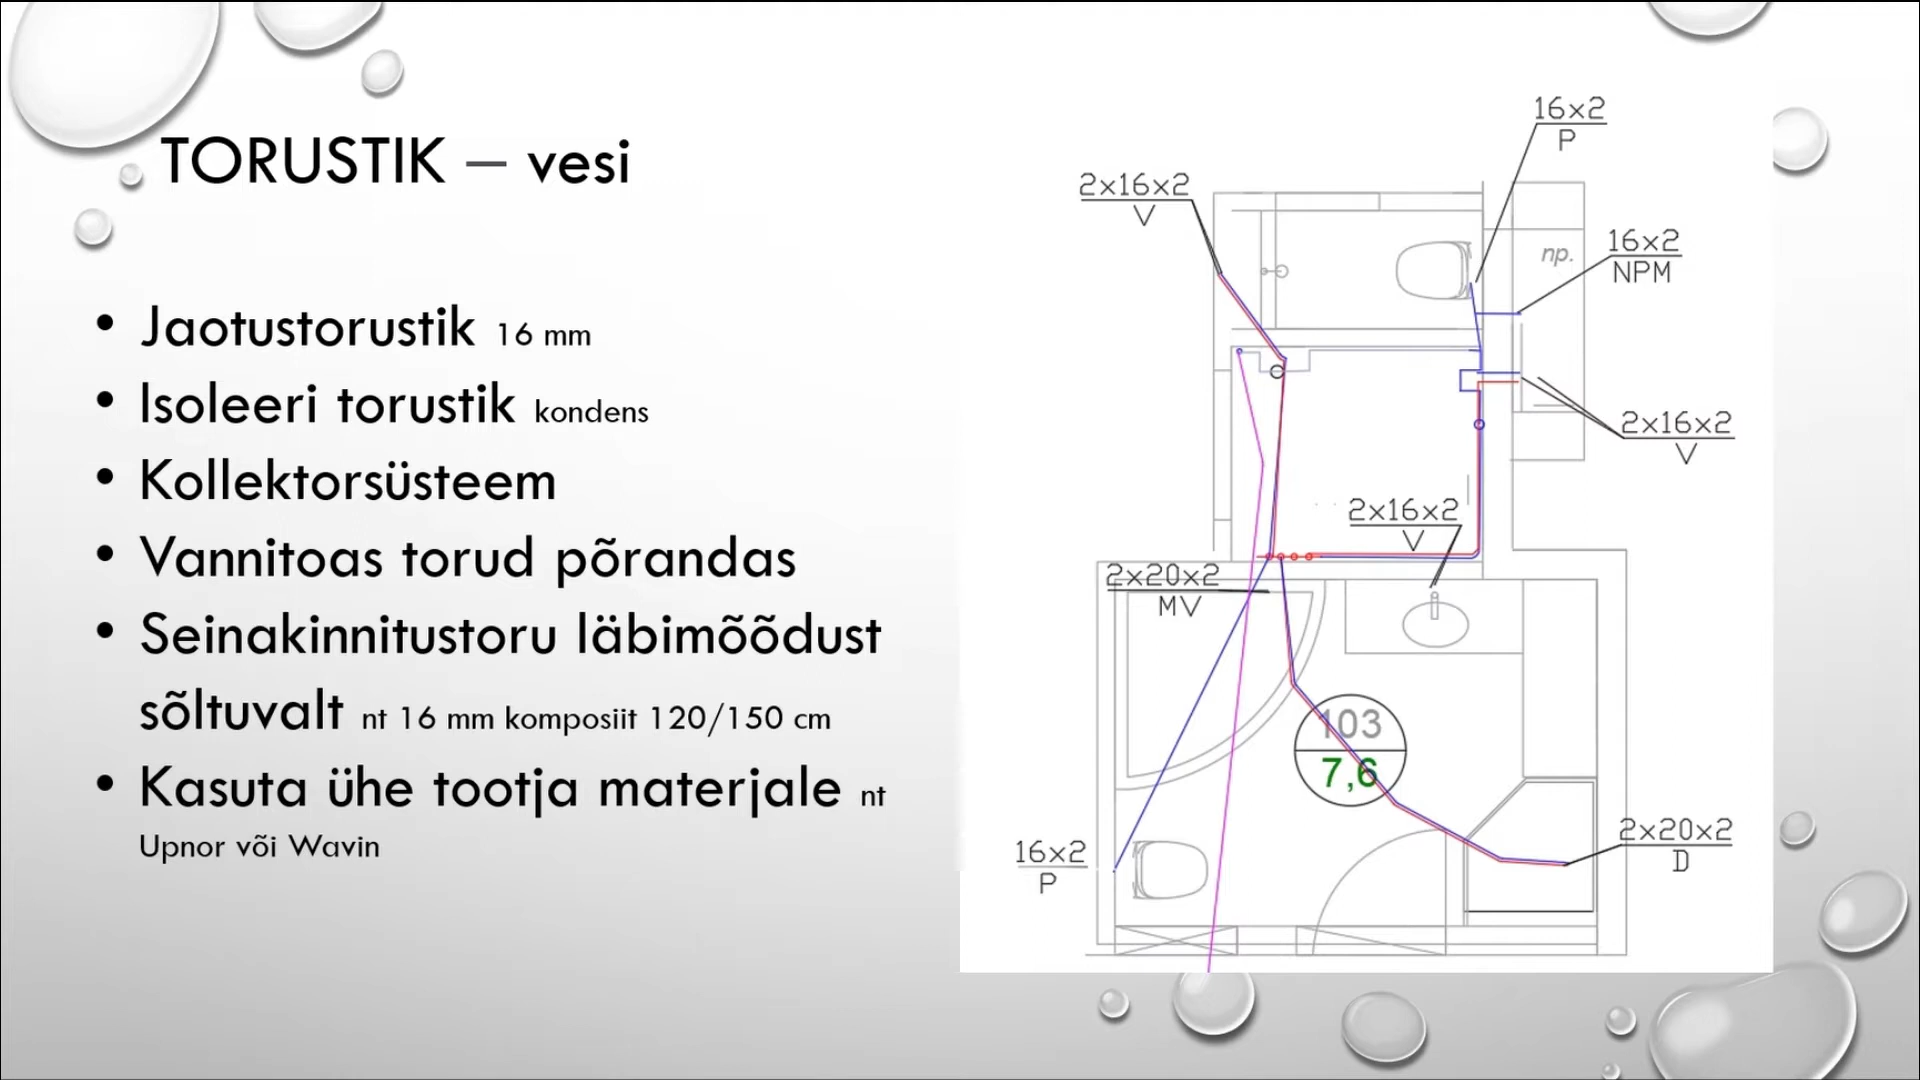 TORUSTIK – vesi
• Jaotustorustik 16 mm
• Isoleeri torustik kondens
• Kollektorsüsteem
• Vannitoas torud põrandas
• Seinakinnitustoru läbimõõdust
sõltuvalt nt 16 mm komposiit 120/150 cm
• Kasuta ühe tootja materjale nt
Upnor või Wavin
16x2
P
2x16x2
V
np.
16x2
NPM
2x16x2
V
2x16x2
V
2x20x2
MV
103
7,6
2x20x2
D
16x2
P